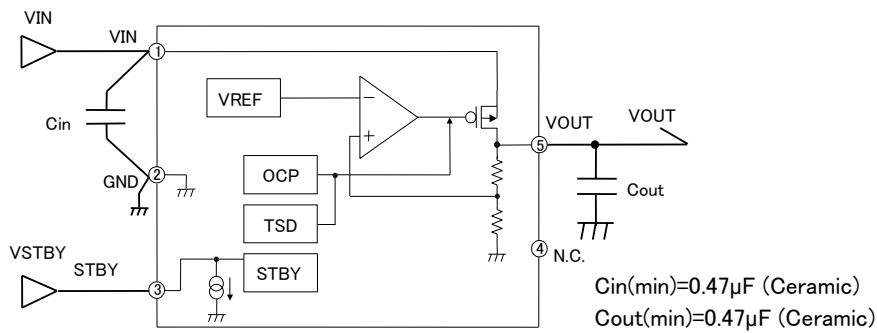 VIN
VIN
1
Cin
VREF
−
+
VOUT
5
VOUT
GND
2
OCP
Cout
TSD
4
N.C.
VSTBY
STBY
3
STBY
Cin(min)=0.47μF (Ceramic)
Cout(min)=0.47μF (Ceramic)